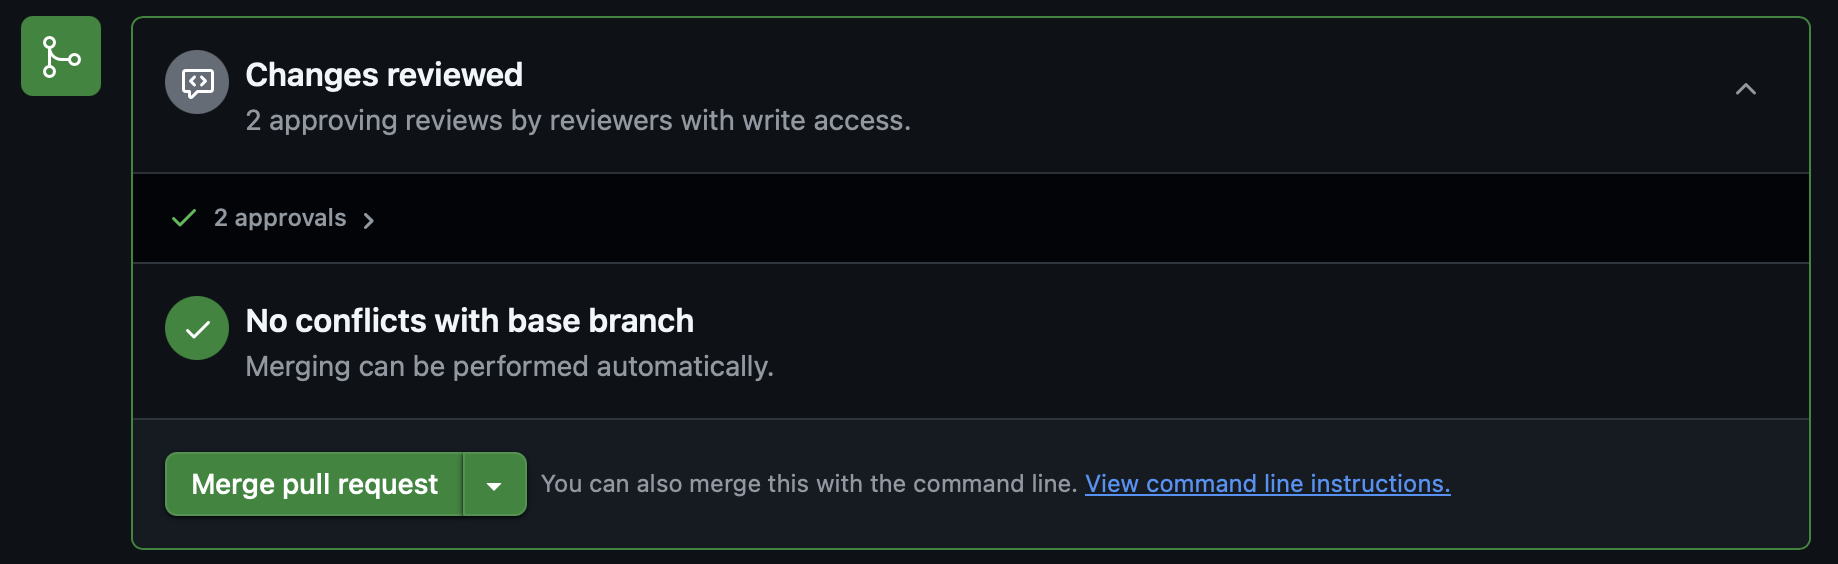 Changes reviewed
2 approving reviews by reviewers with write access.
2 approvals
No conflicts with base branch
Merging can be performed automatically.
Merge pull request
You can also merge this with the command line. View command line instructions.